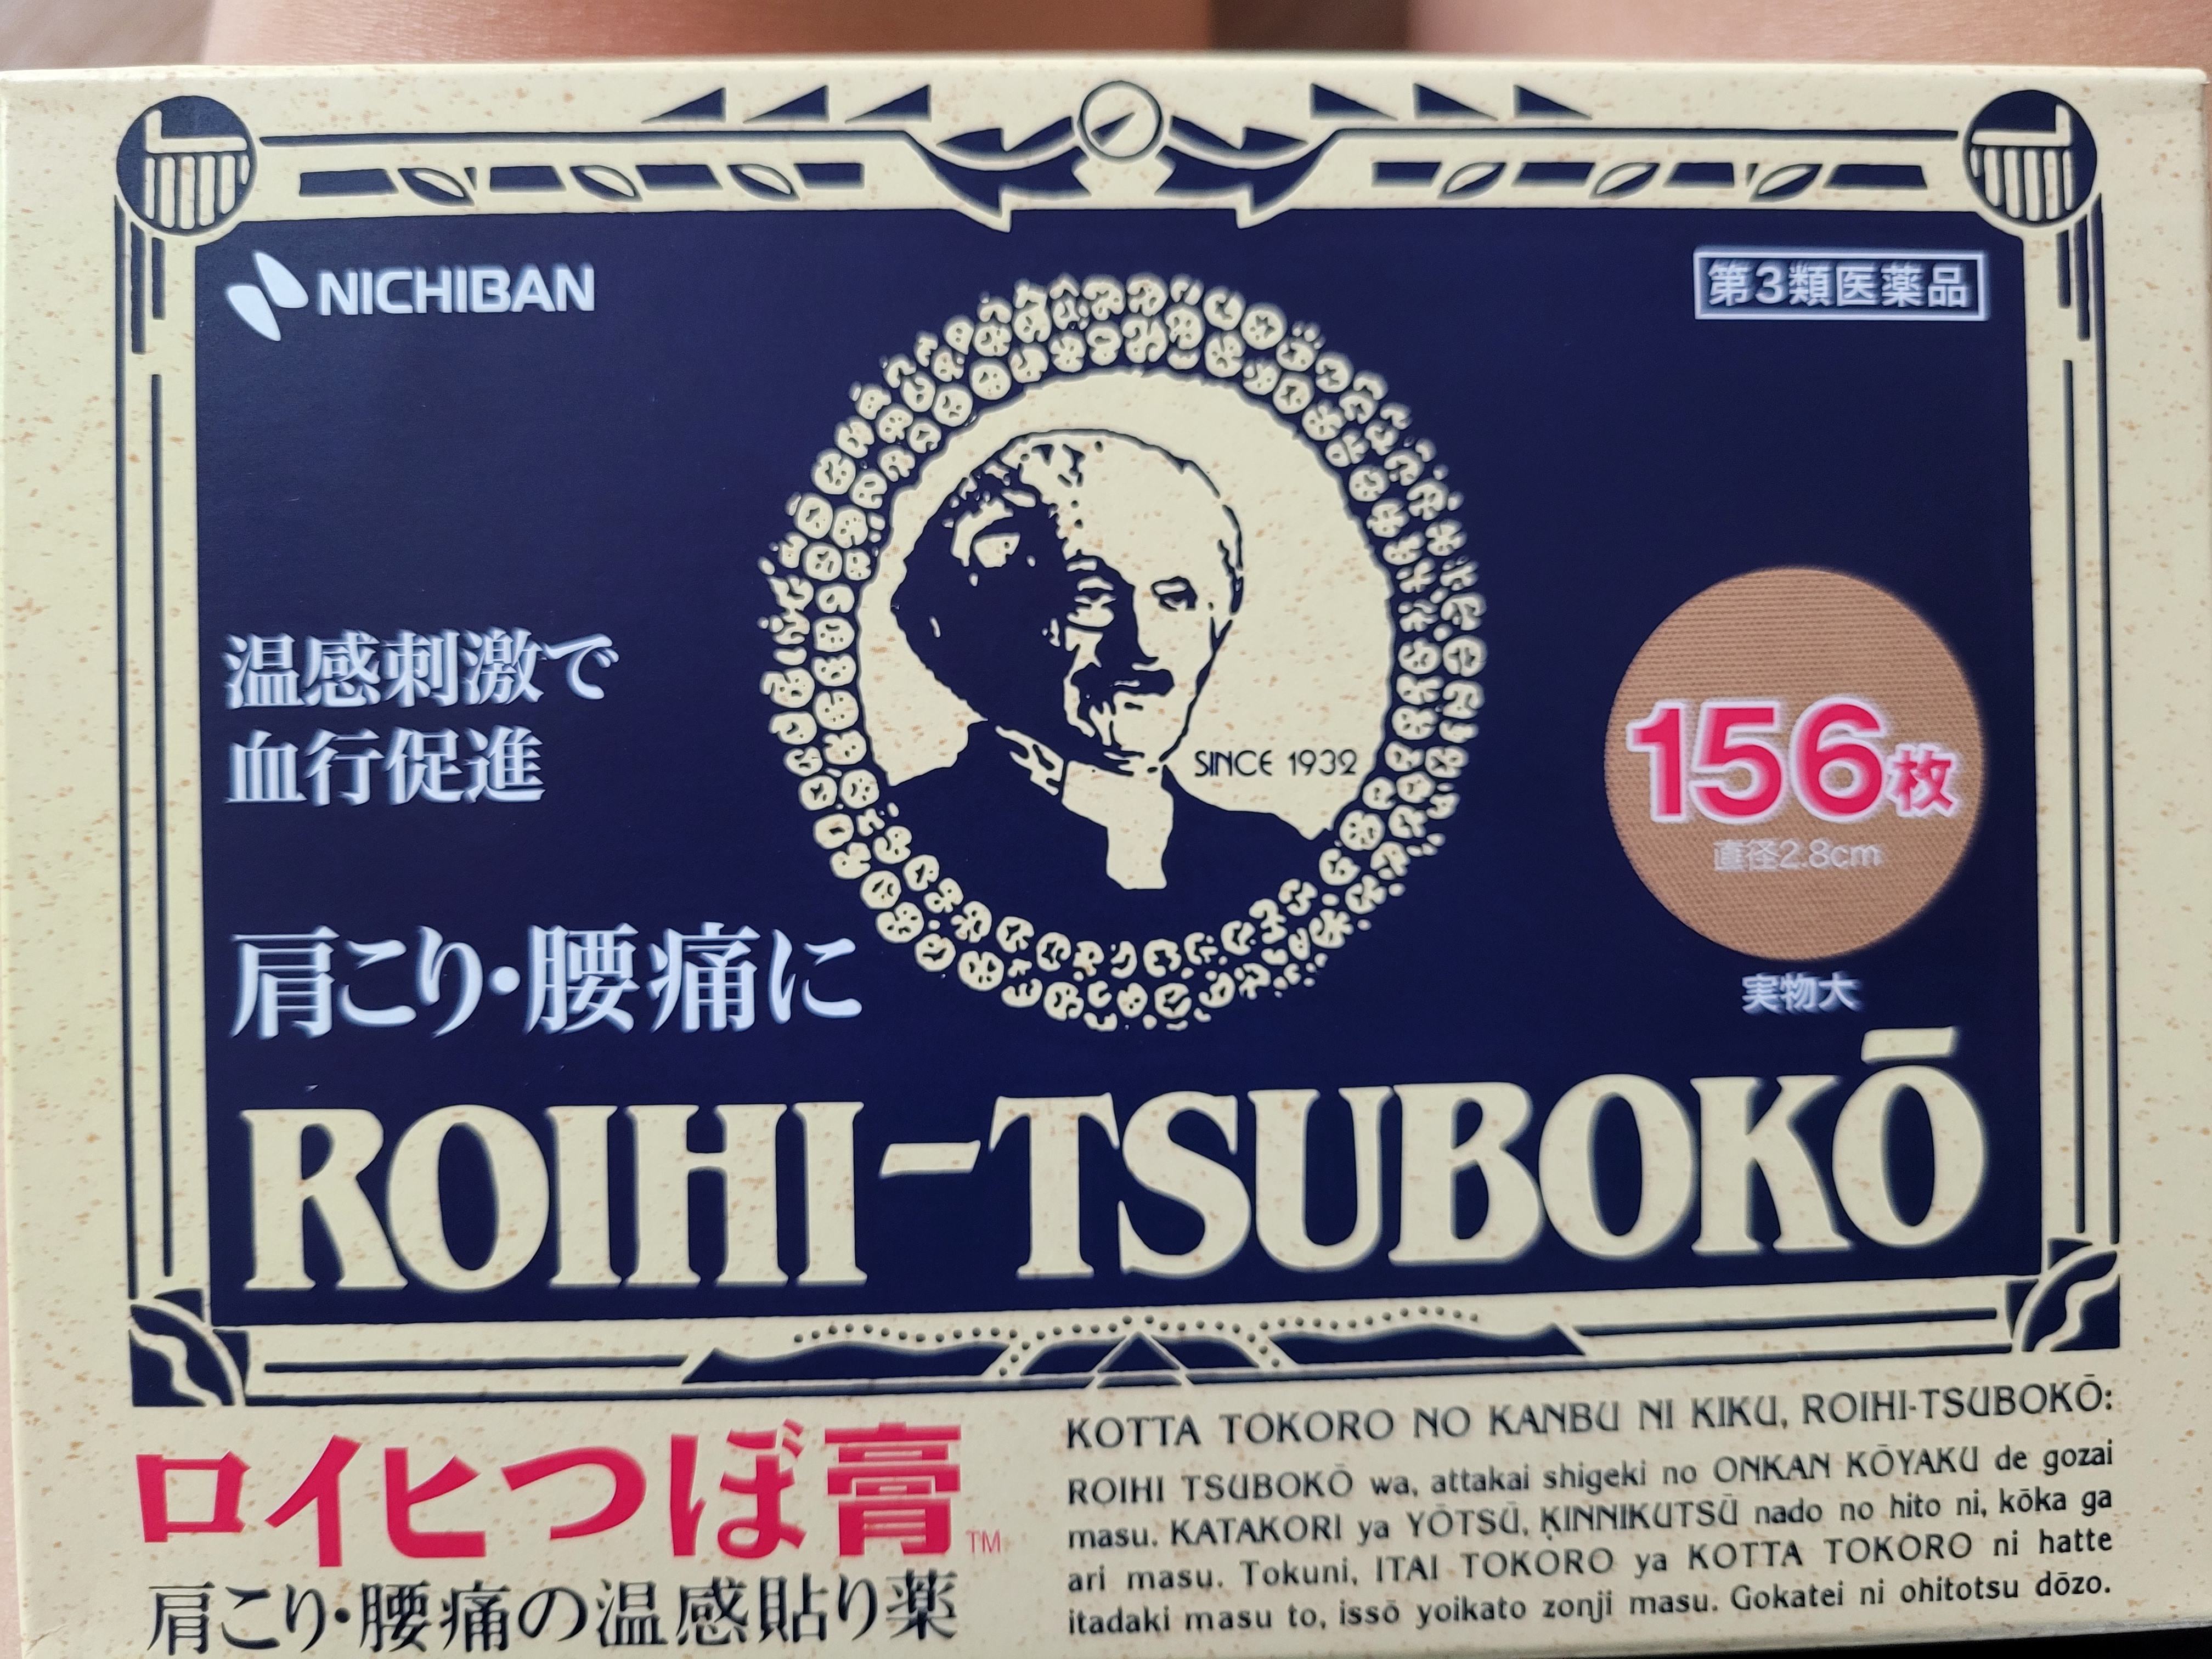 NICHIBAN
第3類医薬品
温感刺激で
血行促進
SINCE 1932
156枚
直径2.8cm
実物大
肩こり・腰痛に
ROIHI-TSUBOKŌ
ロイヒつぼ膏™
肩こり・腰痛の温感貼り薬
KOTTA TOKORO NO KANBU NI KIKU, ROIHI-TSUBOKŌ:
ROIHI TSUBOKŌ wa, attakai shigeki no ONKAN KŌYAKU de gozai
masu. KATAKORI ya YŌTSŪ, KINNIKUTSŪ nado no hito ni, kōka ga
ari masu. Tokuni, ITAI TOKORO ya KOTTA TOKORO ni hatte
itadaki masu to, issō yoikato zonji masu. Gokatei ni ohitotsu dōzo.